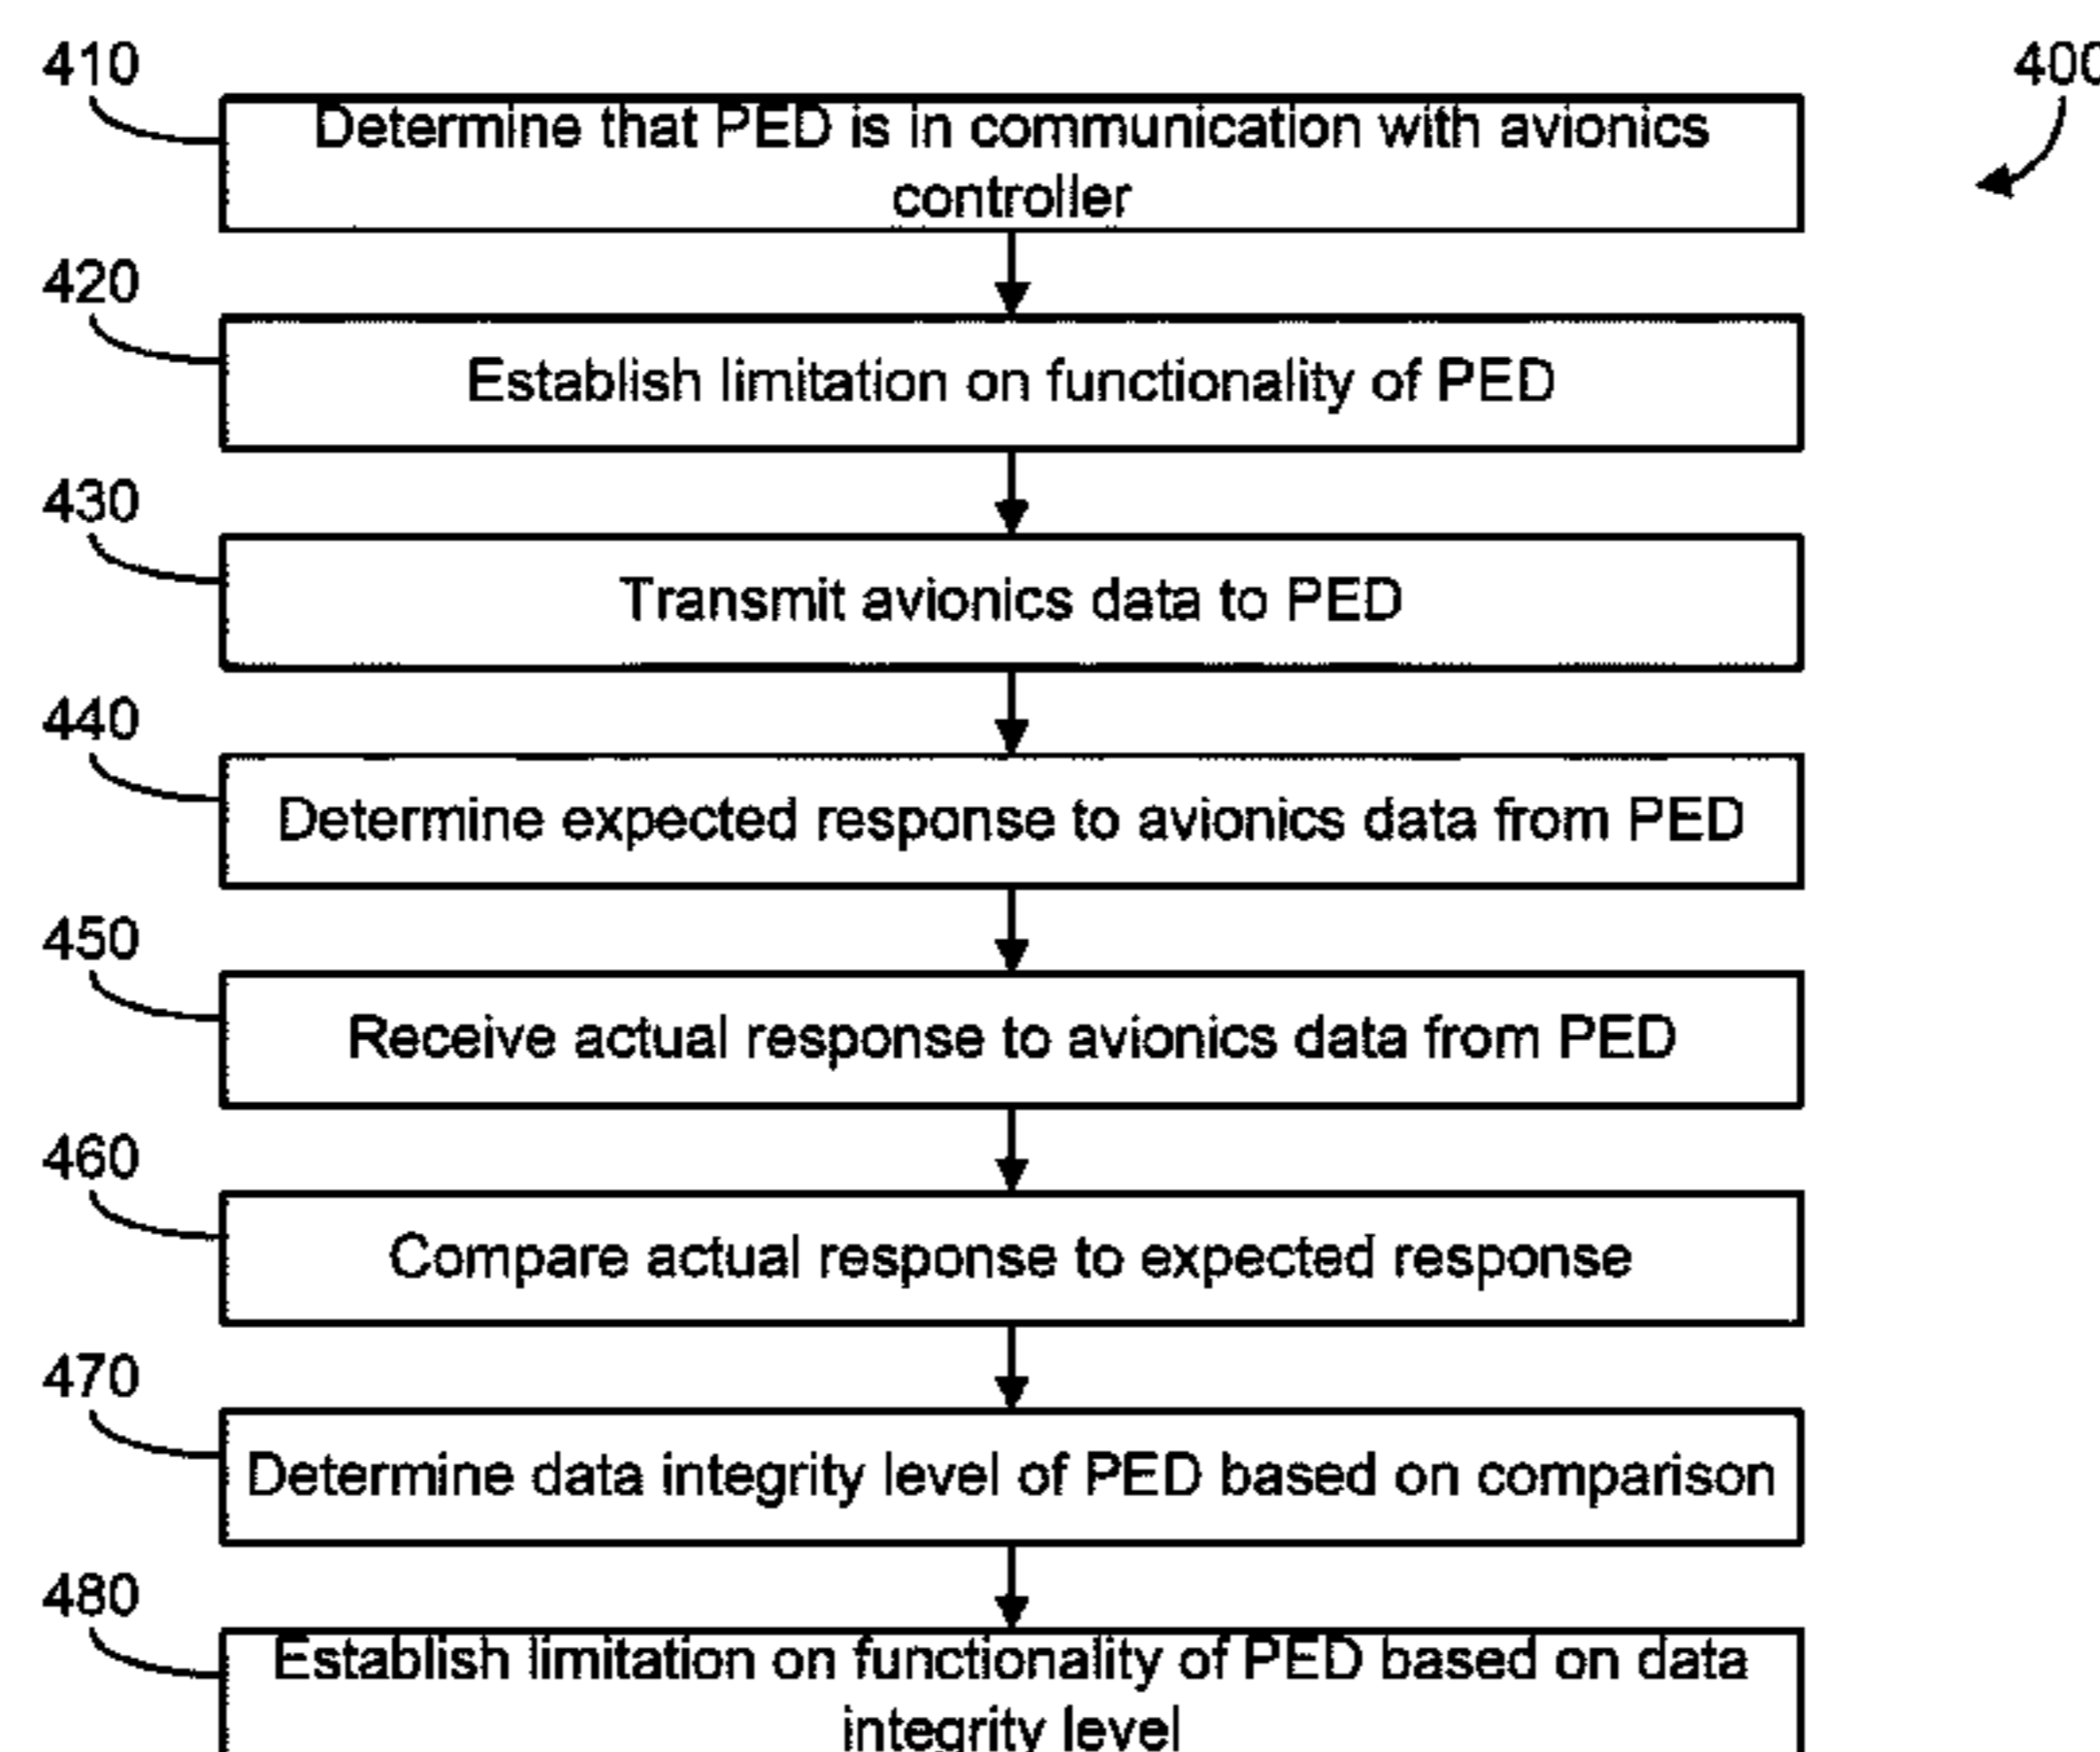 410
400
Determine that PED is in communication with avionics
controller
420
Establish limitation on functionality of PED
430
Transmit avionics data to PED
440
Determine expected response to avionics data from PED
450
Receive actual response to avionics data from PED
460
Compare actual response to expected response
470
Determine data integrity level of PED based on comparison
480
Establish limitation on functionality of PED based on data
integrity level